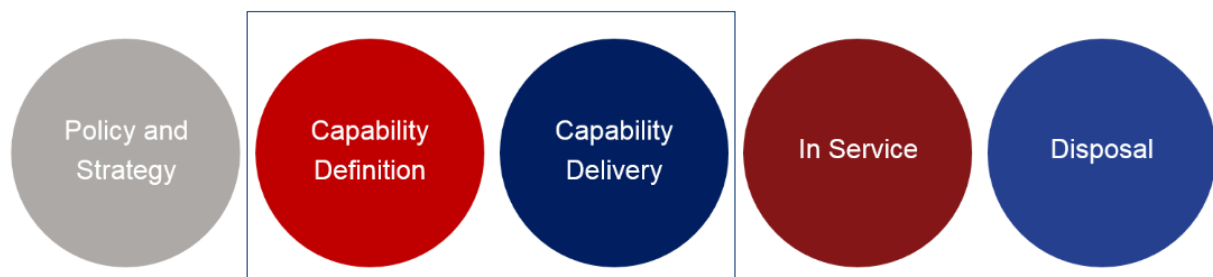 Policy and
Strategy
Capability
Definition
Capability
Delivery
In Service
Disposal